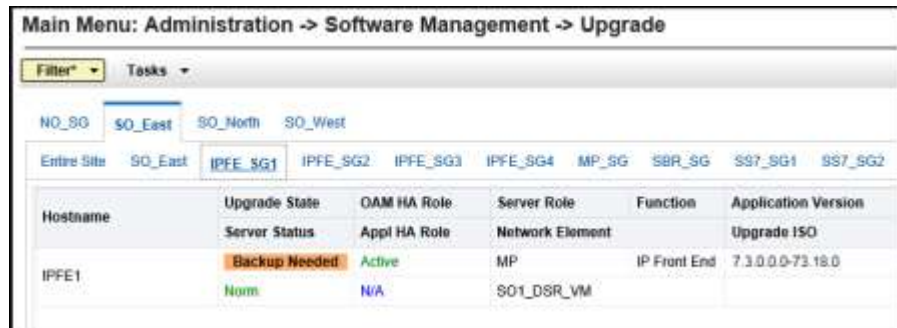 Main Menu: Administration -> Software Management -> Upgrade
Filter* Tasks
NO_SG SO_East SO_North SO_West
Entire Site SO_East IPFE_SG1 IPFE_SG2 IPFE_SG3 IPFE_SG4 MP_SG SBR_SG SS7_SG1 SS7_SG2
Hostname Upgrade State OAM HA Role Server Role Function Application Version
Server Status Appl HA Role Network Element Upgrade ISO
IPFE1 Backup Needed Active MP IP Front End 7.3.0.0.0-73.18.0
Norm N/A SO1_DSR_VM